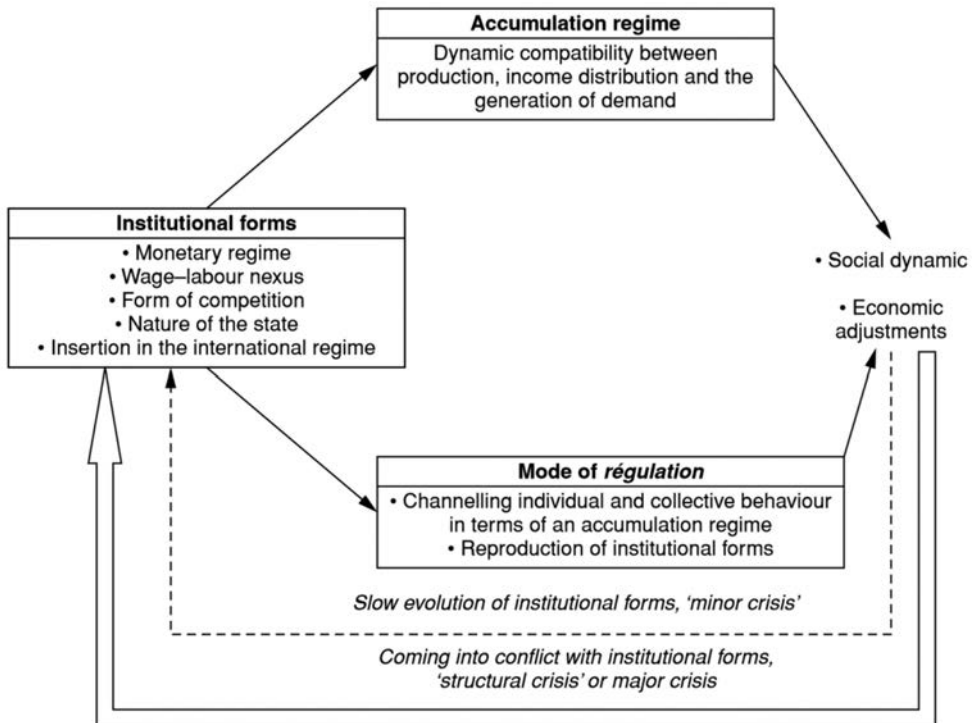 Accumulation regime
Dynamic compatibility between
production, income distribution and the
generation of demand
Institutional forms
• Monetary regime
• Wage–labour nexus
• Form of competition
• Nature of the state
• Insertion in the international regime
• Social dynamic
• Economic
adjustments
Mode of régulation
• Channelling individual and collective behaviour
in terms of an accumulation regime
• Reproduction of institutional forms
Slow evolution of institutional forms, ‘minor crisis’
Coming into conflict with institutional forms,
‘structural crisis’ or major crisis